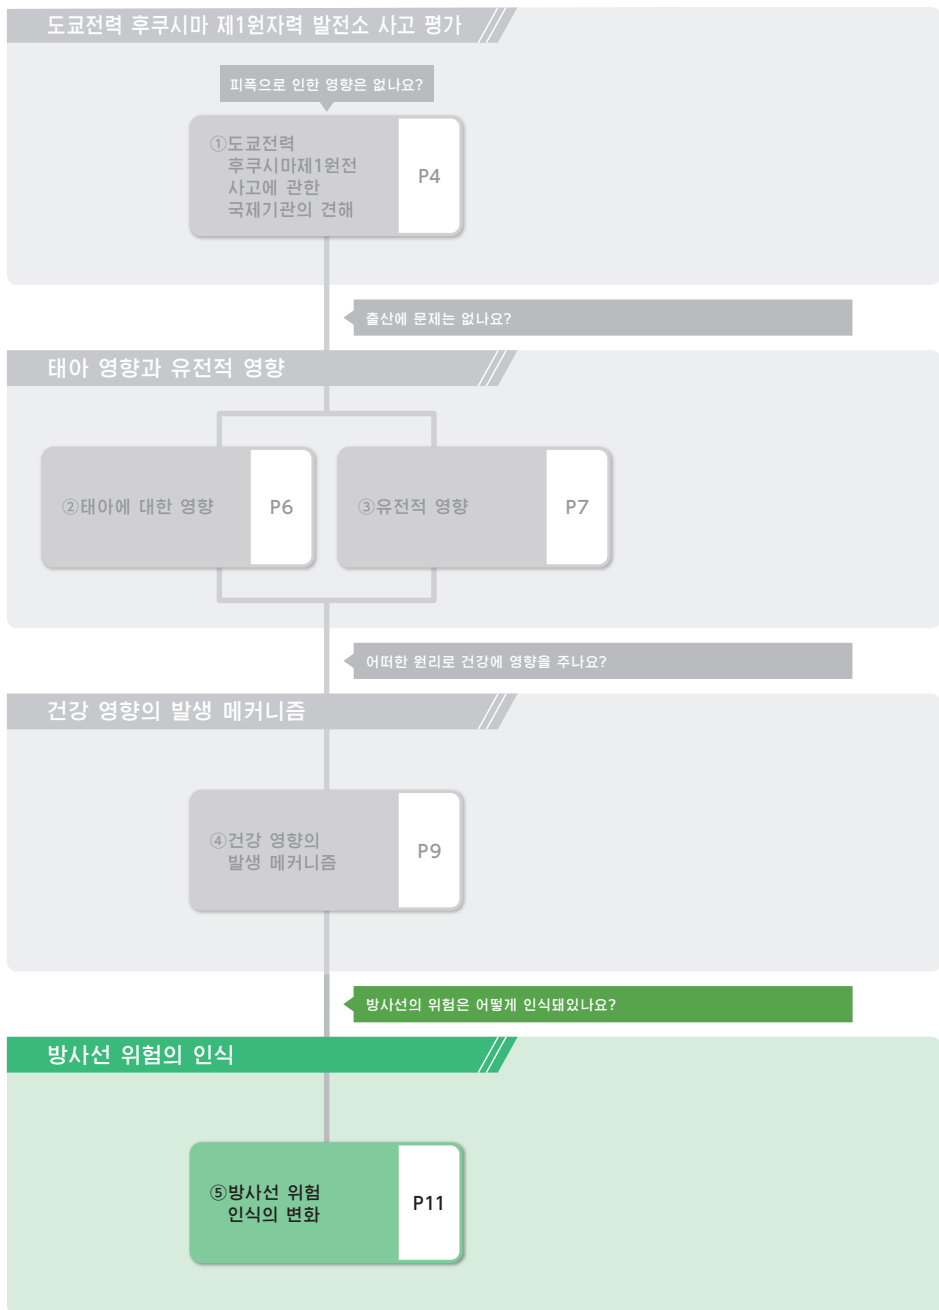 도쿄전력 후쿠시마 제1원자력 발전소 사고 평가
피폭으로 인한 영향은 없나요?
①도쿄전력
후쿠시마제1원전
사고에 관한
국제기관의 견해
P4
출산에 문제는 없나요?
태아 영향과 유전적 영향
②태아에 대한 영향
P6
③유전적 영향
P7
어떠한 원리로 건강에 영향을 주나요?
건강 영향의 발생 메커니즘
④건강 영향의
발생 메커니즘
P9
방사선의 위험은 어떻게 인식돼있나요?
방사선 위험의 인식
⑤방사선 위험
인식의 변화
P11